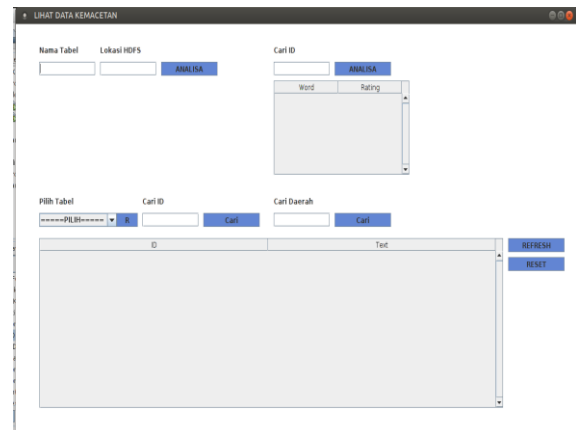 LIHAT DATA KEMACETAN
Nama Tabel Lokasi HDFS Cari ID
ANALISA ANALISA
Word Rating
Pilih Tabel Cari ID Cari Daerah
=====PILIH===== R Cari Cari
ID Text REFRESH
RESET